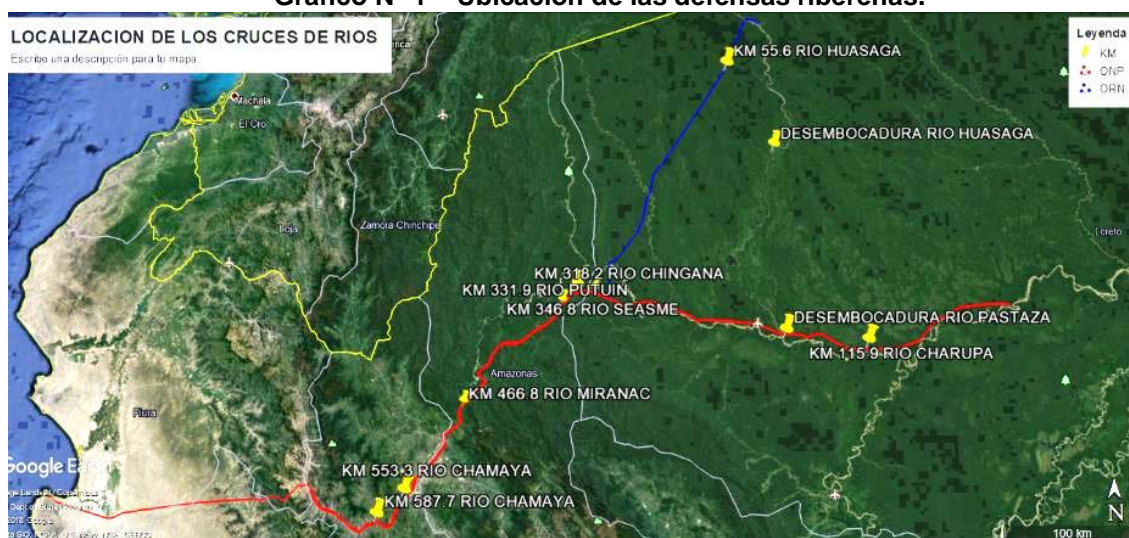 Gráfico N° 1 – Ubicación de las defensas ribereñas.
LOCALIZACION DE LOS CRUCES DE RIOS
Escribe una descripción para tu mapa
Leyenda
KM
ONP
ORN
KM 55.6 RIO HUASAGA
Machala
El Oro
DESEMBOCADURA RIO HUASAGA
Loja
Zamora-Chinchipe
Loreto
KM 318.2 RIO CHINGANA
KM 331.9 RIO PUTUIN
KM 346.8 RIO SEASME
DESEMBOCADURA RIO PASTAZA
KM 115.9 RIO CHARUPA
Amazonas
KM 466.8 RIO MIRANAC
Piura
KM 553.3 RIO CHAMAYA
KM 587.7 RIO CHAMAYA
Google
N
100 km